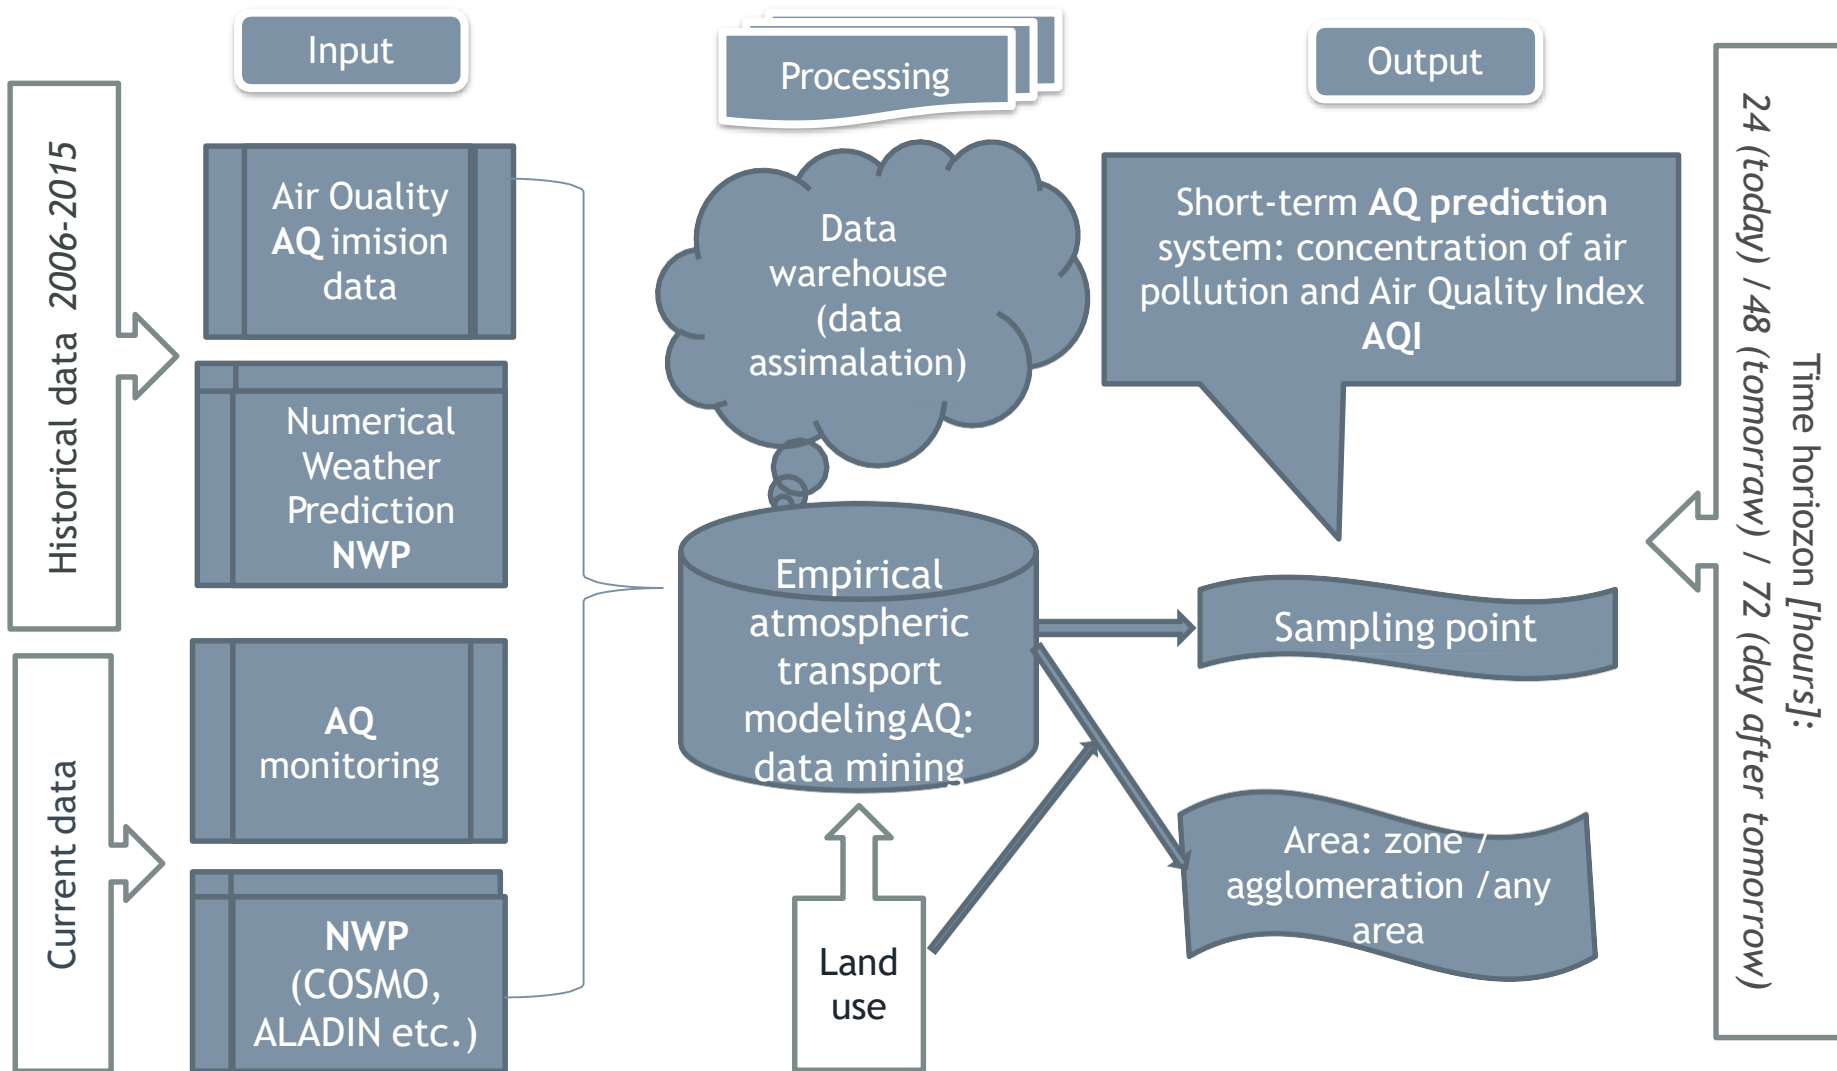 Input
Processing
Output
Historical data 2006-2015
Air Ouality
AQ imision
data
Numerical
Weather
Prediction
NWP
Current data
AQ
monitoring
NWP
(COSMO,
ALADIN etc.)
Data
warehouse
(data
assimalation)
Empirical
atmospheric
transport
modeling AQ:
data mining
Land
use
Short-term AQ prediction
system: concentration of air
pollution and Air Quality Index
AQI
Sampling point
Area: zone /
agglomeration /any
area
Time horiozon [hours]:
24 (today) / 48 (tomorraw) / 72 (day after tomorrow)